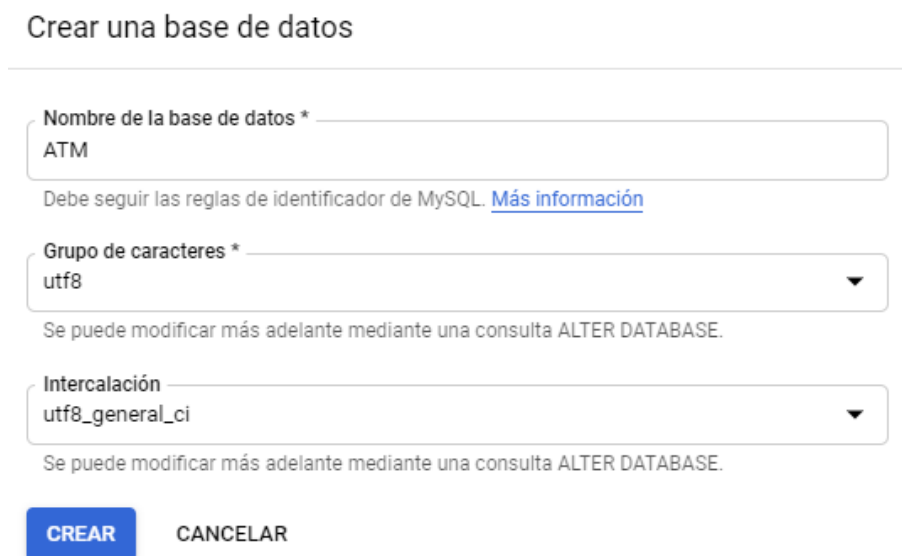 Crear una base de datos
Nombre de la base de datos *
ATM
Debe seguir las reglas de identificador de MySQL. Más información
Grupo de caracteres *
utf8
Se puede modificar más adelante mediante una consulta ALTER DATABASE.
Intercalación
utf8_general_ci
Se puede modificar más adelante mediante una consulta ALTER DATABASE.
CREAR CANCELAR